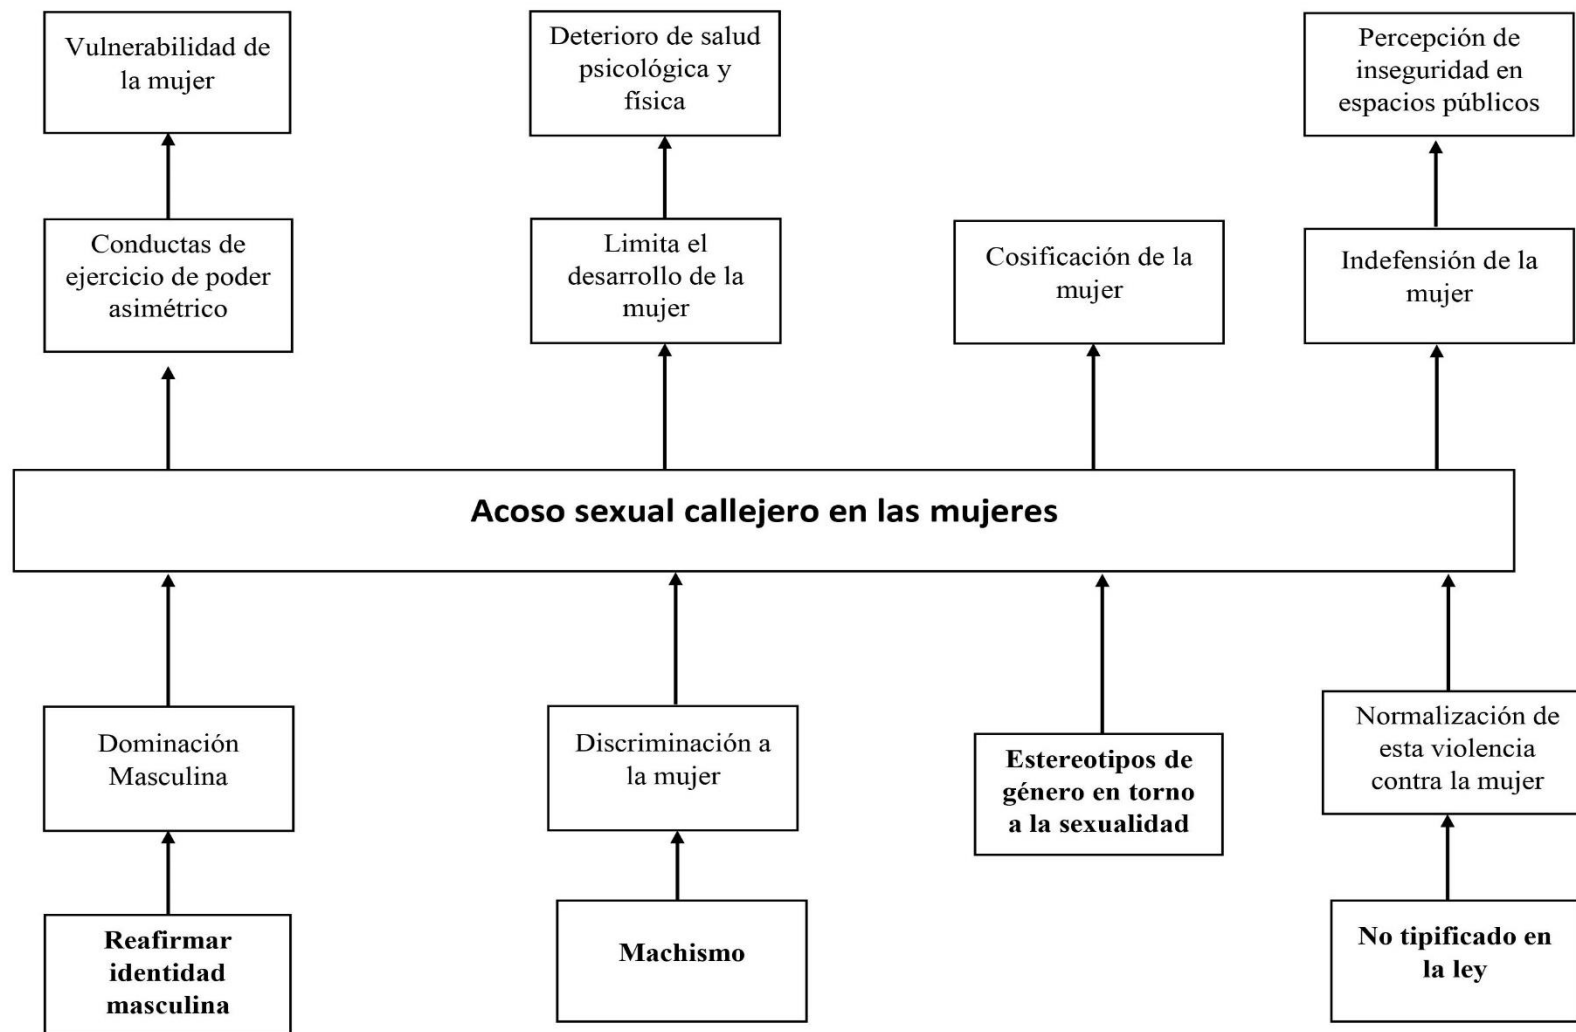 Vulnerabilidad de
la mujer
Deterioro de salud
psicológica y
física
Percepción de
inseguridad en
espacios públicos
Conductas de
ejercicio de poder
asimétrico
Limita el
desarrollo de la
mujer
Cosificación de la
mujer
Indefensión de la
mujer
Acoso sexual callejero en las mujeres
Dominación
Masculina
Discriminación a
la mujer
Estereotipos de
género en torno
a la sexualidad
Normalización de
esta violencia
contra la mujer
Reafirmar
identidad
masculina
Machismo
No tipificado en
la ley